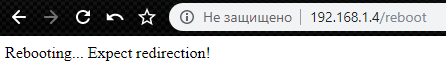 Не защищено 192.168.1.4/reboot
Rebooting... Expect redirection!